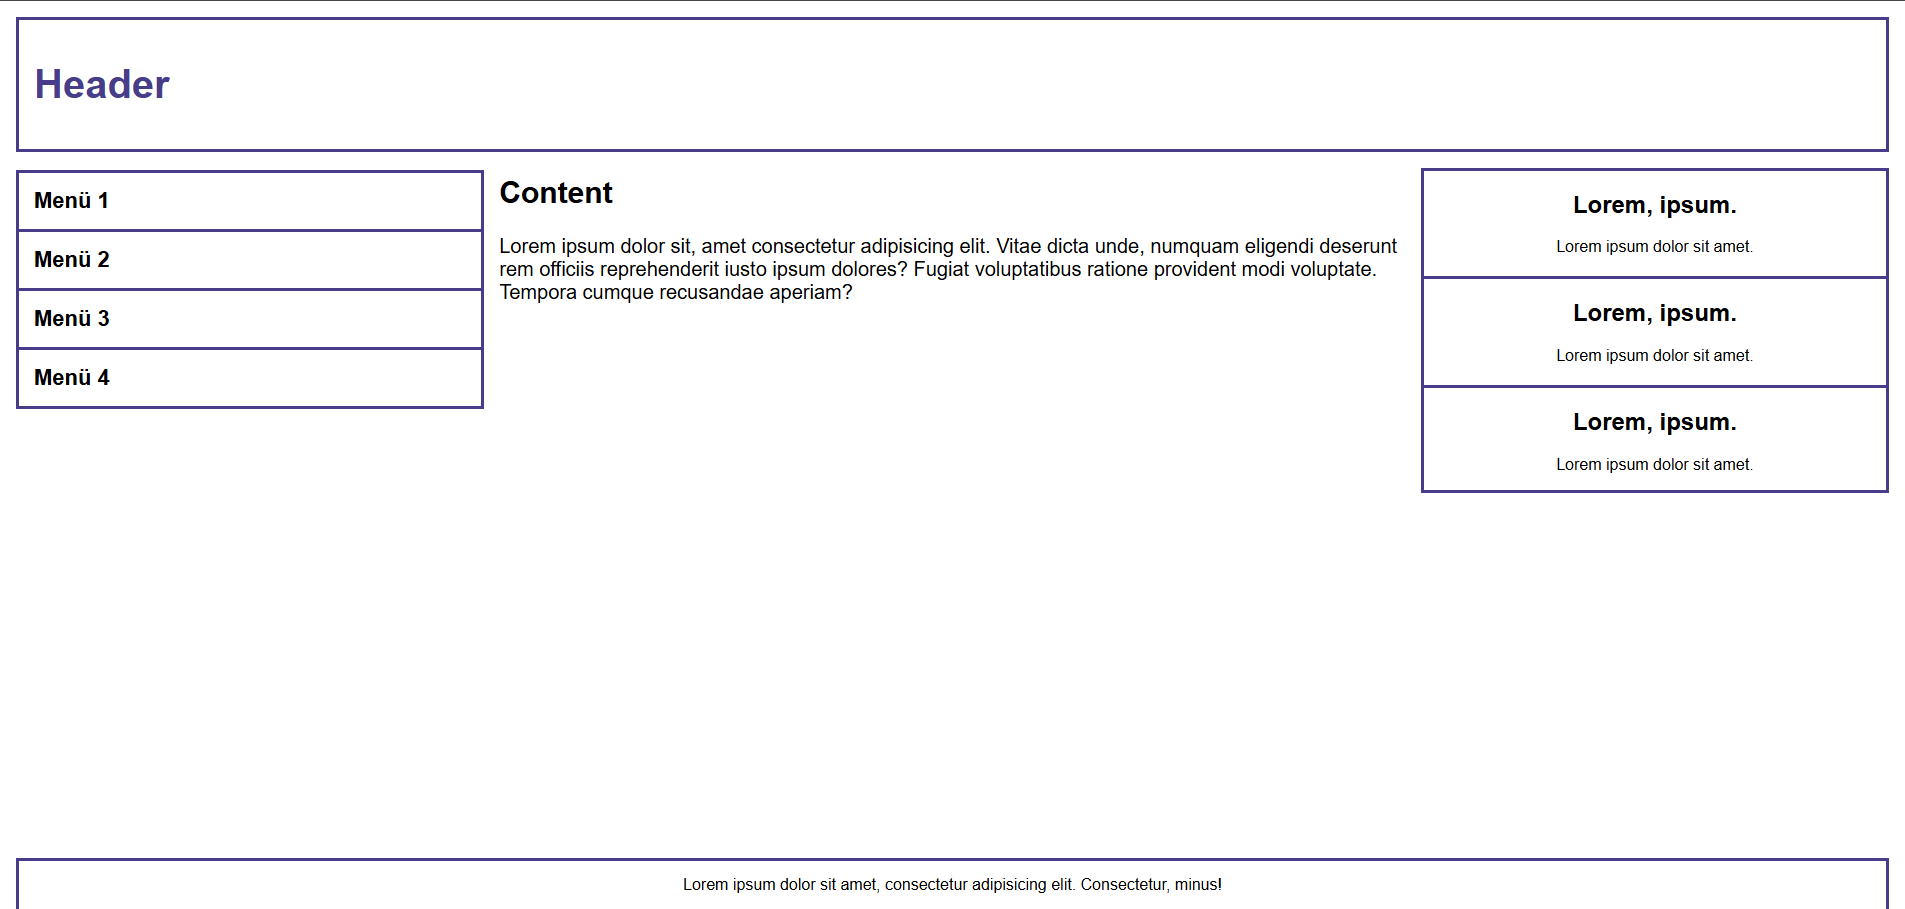 Header
Menü 1
Menü 2
Menü 3
Menü 4
Content
Lorem ipsum dolor sit, amet consectetur adipisicing elit. Vitae dicta unde, numquam eligendi deserunt
rem officiis reprehenderit iusto ipsum dolores? Fugiat voluptatibus ratione provident modi voluptate.
Tempora cumque recusandae aperiam?
Lorem, ipsum.
Lorem ipsum dolor sit amet.
Lorem, ipsum.
Lorem ipsum dolor sit amet.
Lorem, ipsum.
Lorem ipsum dolor sit amet.
Lorem ipsum dolor sit amet, consectetur adipisicing elit. Consectetur, minus!